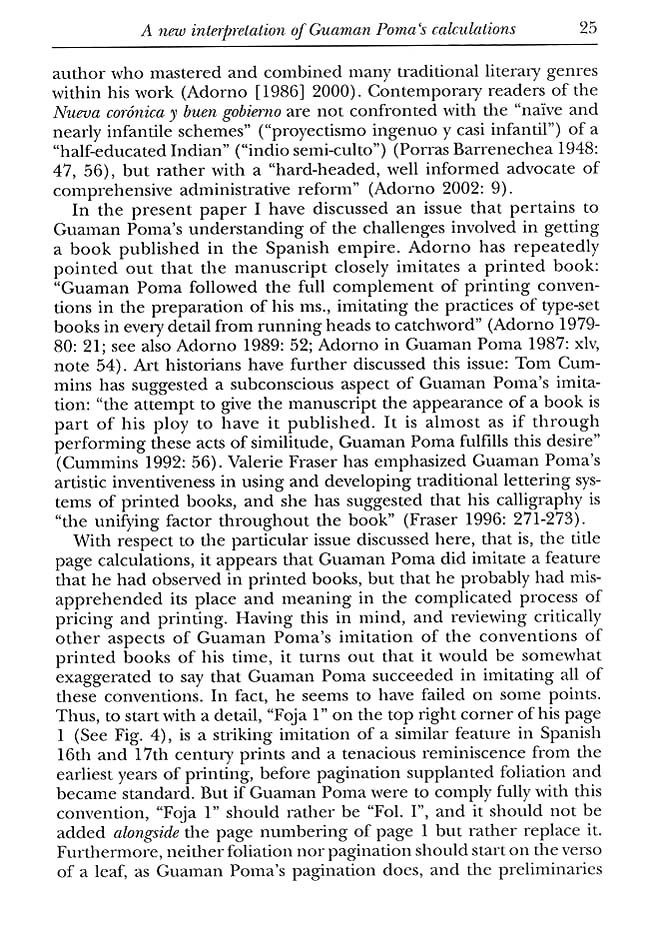 A new interpretation of Guaman Poma‘s calculations 25
author who mastered and combined many traditional literary genres
within his work (Adorno [1986] 2000). Contemporary readers of the
Nueva corónica y buen gobierno are not confronted with the “naïve and
nearly infantile schemes” (“proyectismo ingenuo y casi infantil”) of a
“half-educated Indian” (“indio semi-culto”) (Porras Barrenechea 1948:
47, 56), but rather with a “hard-headed, well informed advocate of
comprehensive administrative reform” (Adorno 2002: 9).
In the present paper I have discussed an issue that pertains to
Guaman Poma’s understanding of the challenges involved in getting
a book published in the Spanish empire. Adorno has repeatedly
pointed out that the manuscript closely imitates a printed book:
“Guaman Poma followed the full complement of printing conven-
tions in the preparation of his ms., imitating the practices of type-set
books in every detail from running heads to catchword” (Adorno 1979-
80: 21; see also Adorno 1989: 52; Adorno in Guaman Poma 1987: xlv,
note 54). Art historians have further discussed this issue: Tom Cum-
mins has suggested a subconscious aspect of Guaman Poma’s imita-
tion: “the attempt to give the manuscript the appearance of a book is
part of his ploy to have it published. It is almost as if through
performing these acts of similitude, Guaman Poma fulfills this desire”
(Cummins 1992: 56). Valerie Fraser has emphasized Guaman Poma’s
artistic inventiveness in using and developing traditional lettering sys-
tems of printed books, and she has suggested that his calligraphy is
“the unifying factor throughout the book” (Fraser 1996: 271-273).
With respect to the particular issue discussed here, that is, the title
page calculations, it appears that Guaman Poma did imitate a feature
that he had observed in printed books, but that he probably had mis-
apprehended its place and meaning in the complicated process of
pricing and printing. Having this in mind, and reviewing critically
other aspects of Guaman Poma’s imitation of the conventions of
printed books of his time, it turns out that it would be somewhat
exaggerated to say that Guaman Poma succeeded in imitating all of
these conventions. In fact, he seems to have failed on some points.
Thus, to start with a detail, “Foja 1” on the top right corner of his page
1 (See Fig. 4), is a striking imitation of a similar feature in Spanish
16th and 17th century prints and a tenacious reminiscence from the
earliest years of printing, before pagination supplanted foliation and
became standard. But if Guaman Poma were to comply fully with this
convention, “Foja 1” should rather be “Fol. I”, and it should not be
added alongside the page numbering of page 1 but rather replace it.
Furthermore, neither foliation nor pagination should start on the verso
of a leaf, as Guaman Poma’s pagination does, and the preliminaries